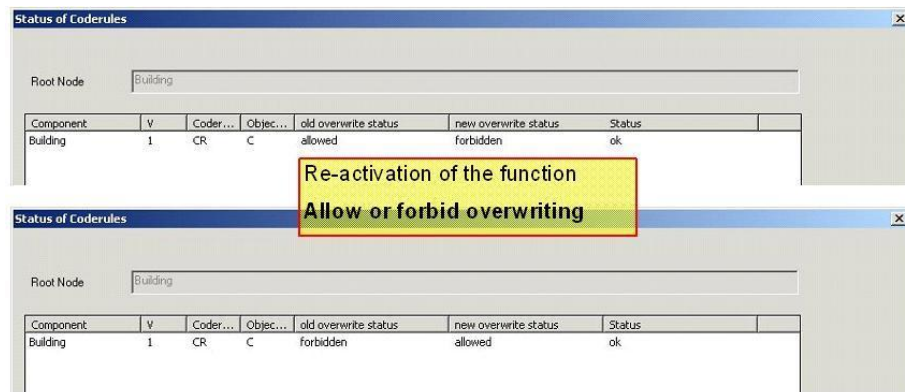 Status of Coderules
Root Node Building
Component V Coder... Objec... old overwrite status new overwrite status Status
Building 1 CR C allowed forbidden ok
Re-activation of the function
Allow or forbid overwriting
Status of Coderules
Root Node Building
Component V Coder... Objec... old overwrite status new overwrite status Status
Building 1 CR C forbidden allowed ok